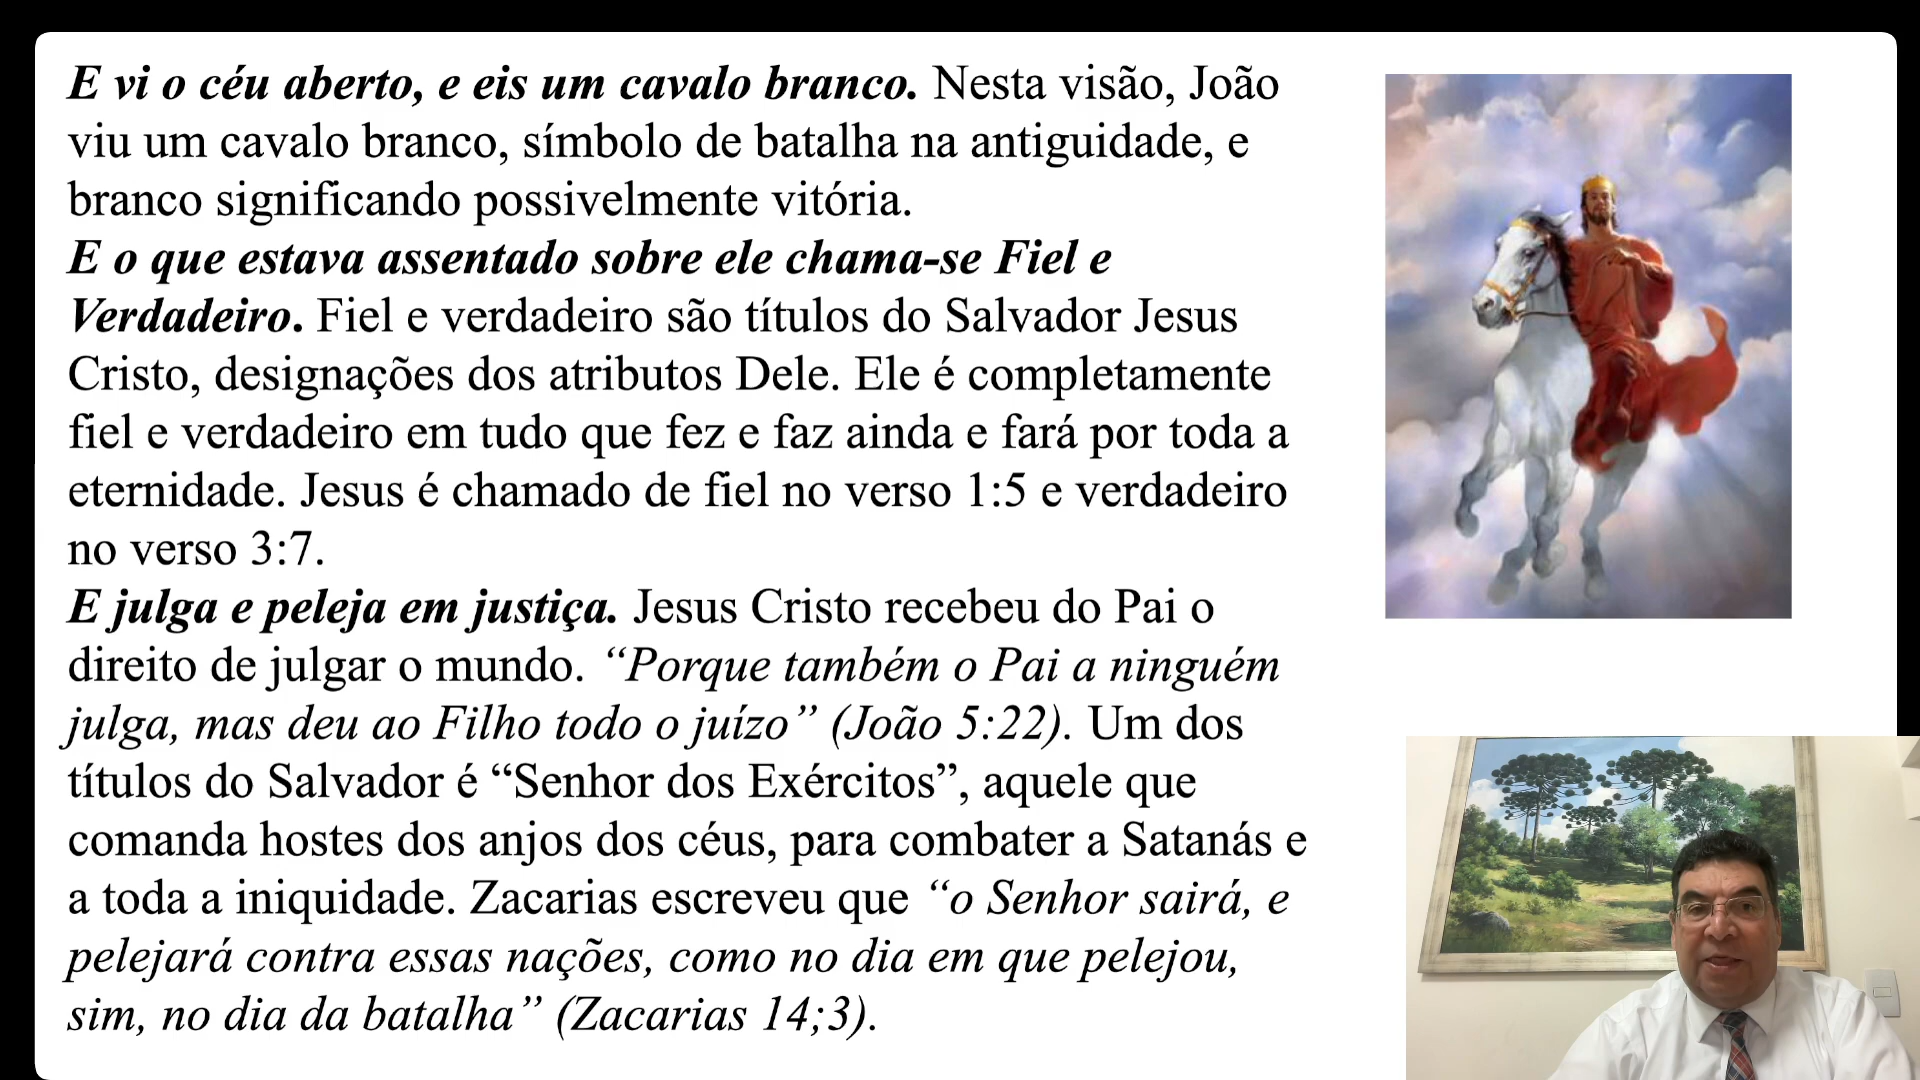 E vi o céu aberto, e eis um cavalo branco. Nesta visão, João
viu um cavalo branco, símbolo de batalha na antiguidade, e
branco significando possivelmente vitória.
E o que estava assentado sobre ele chama-se Fiel e
Verdadeiro. Fiel e verdadeiro são títulos do Salvador Jesus
Cristo, designações dos atributos Dele. Ele é completamente
fiel e verdadeiro em tudo que fez e faz ainda e fará por toda a
eternidade. Jesus é chamado de fiel no verso 1:5 e verdadeiro
no verso 3:7.
E julga e peleja em justiça. Jesus Cristo recebeu do Pai o
direito de julgar o mundo. “Porque também o Pai a ninguém
julga, mas deu ao Filho todo o juízo” (João 5:22). Um dos
títulos do Salvador é “Senhor dos Exércitos”, aquele que
comanda hostes dos anjos dos céus, para combater a Satanás e
a toda a iniquidade. Zacarias escreveu que “o Senhor sairá, e
pelejará contra essas nações, como no dia em que pelejou,
sim, no dia da batalha” (Zacarias 14;3).